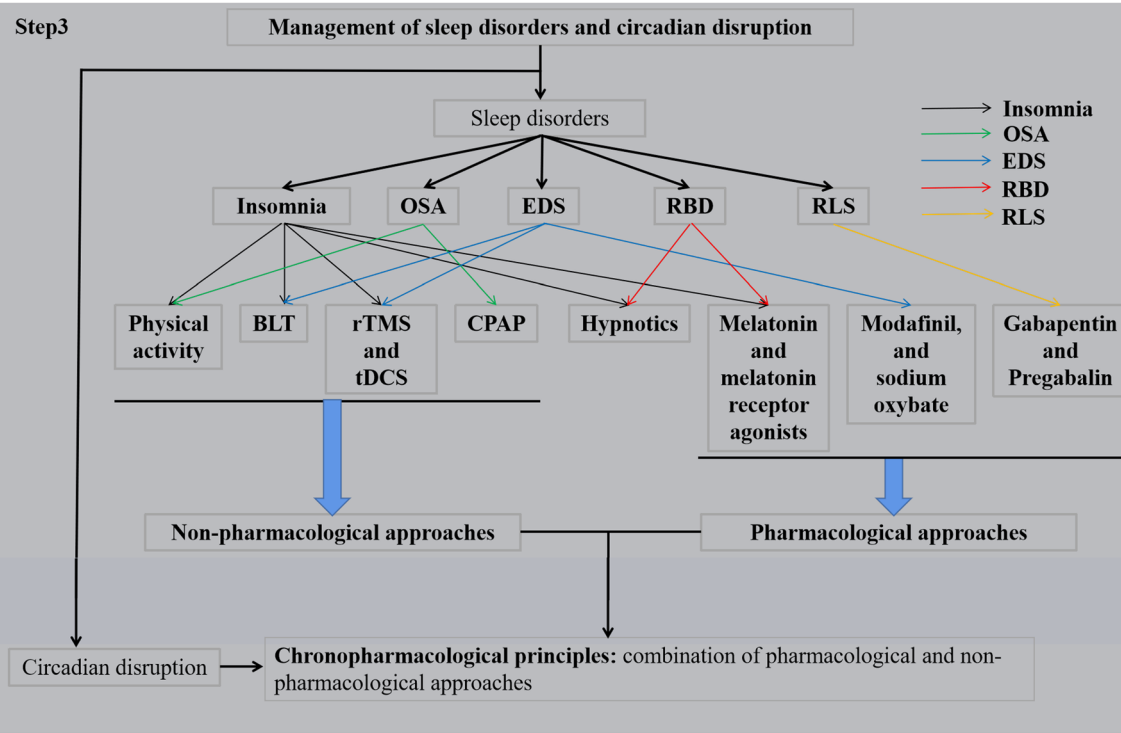 Step3
Management of sleep disorders and circadian disruption
Sleep disorders
Insomnia
OSA
EDS
RBD
RLS
Insomnia
OSA
EDS
RBD
RLS
Physical
activity
BLT
rTMS
and
tDCS
CPAP
Hypnotics
Melatonin
and
melatonin
receptor
agonists
Modafinil,
and
sodium
oxybate
Gabapentin
and
Pregabalin
Non-pharmacological approaches
Pharmacological approaches
Circadian disruption
Chronopharmacological principles: combination of pharmacological and non-
pharmacological approaches